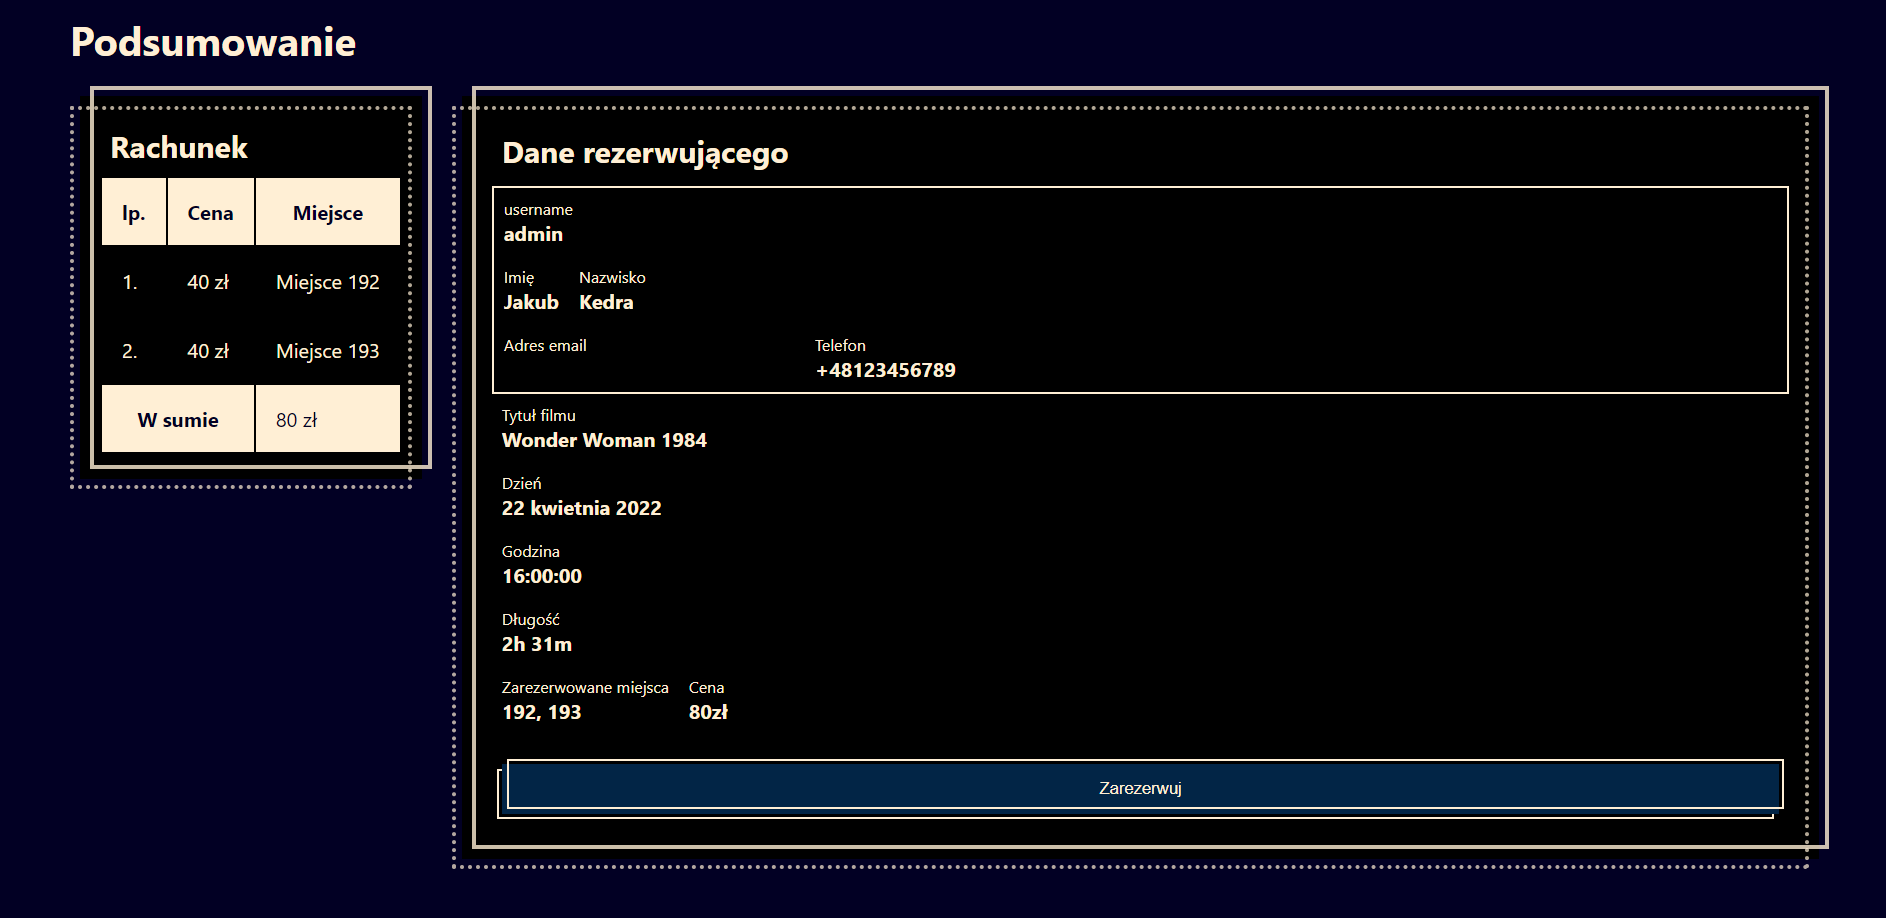 Podsumowanie
Rachunek
lp. Cena Miejsce
1. 40 zł Miejsce 192
2. 40 zł Miejsce 193
W sumie 80 zł
Dane rezerwującego
username
admin
Imię Nazwisko
Jakub Kedra
Adres email Telefon
+48123456789
Tytuł filmu
Wonder Woman 1984
Dzień
22 kwietnia 2022
Godzina
16:00:00
Długość
2h 31m
Zarezerwowane miejsca Cena
192, 193 80zł
Zarezerwuj